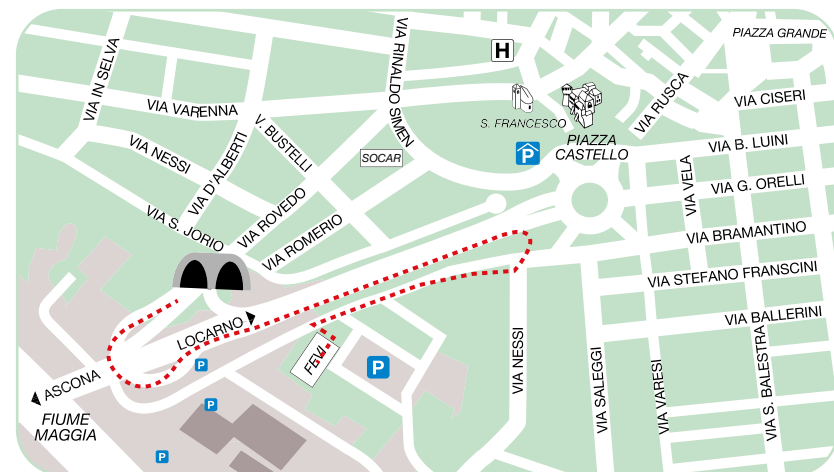 PIAZZA GRANDE
H
VIA IN SELVA
VIA RINALDO SIMEN
VIA RUSCA
VIA CISERI
VIA VARENNA
V. BUSTELLI
S. FRANCESCO
PIAZZA
CASTELLO
VIA B. LUINI
VIA NESSI
VIA D'ALBERTI
SOCAR
P
VIA VELA
VIA G. ORELLI
VIA S. JORIO
VIA ROVEDO
VIA ROMERIO
VIA BRAMANTINO
VIA STEFANO FRANSCINI
VIA BALLERINI
LOCARNO
FEVI
P
P
VIA NESSI
VIA SALEGGI
VIA VARESI
VIA S. BALESTRA
ASCONA
P
FIUME
MAGGIA
P